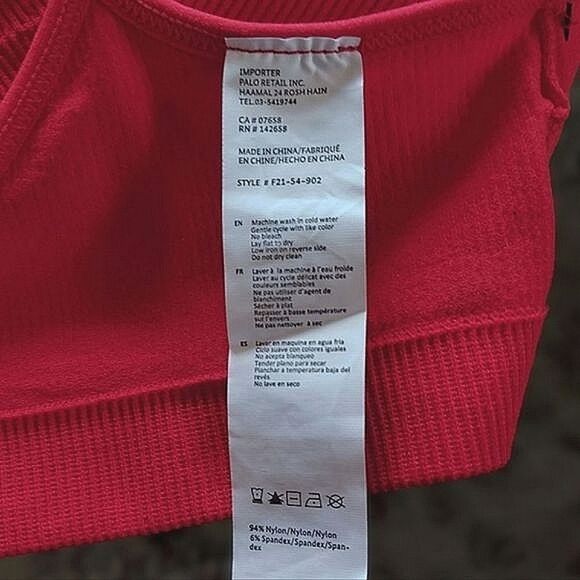 IMPORTER
PALO RETAIL INC.
HAAMAL 24 ROSH HAIN
TEL.03-5419744
CA # 07658
RN # 142658
MADE IN CHINA/FABRIQUÉ
EN CHINE/HECHO EN CHINA
STYLE # F21-54-902
EN Machine wash in cold water
Gentle cycle with like color
No bleach
Lay flat to dry
Low iron on reverse side
Do not dry clean
FR Laver à la machine à l'eau froide
Laver au cycle délicat avec des
couleurs semblables
Ne pas utiliser d'agent de
blanchiment
Sécher à plat
Repasser à basse température
sur l'envers
Ne pas nettoyer à sec
ES Lavar en maquina en agua fria
Ciclo suave con colores iguales
No acepta blanqueo
Tender plano para secar
Planchar a temperatura baja del
revés
No lave en seco
94% Nylon/Nylon/Nylon
6% Spandex/Spandex/Span-
dex